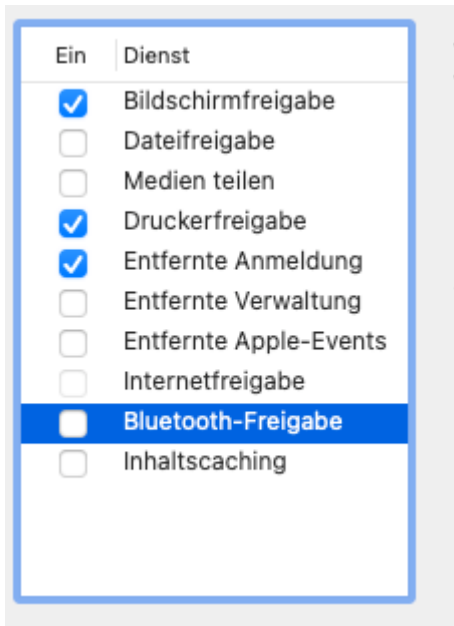 Ein Dienst
Bildschirmfreigabe
Dateifreigabe
Medien teilen
Druckerfreigabe
Entfernte Anmeldung
Entfernte Verwaltung
Entfernte Apple-Events
Internetfreigabe
Bluetooth-Freigabe
Inhaltscaching